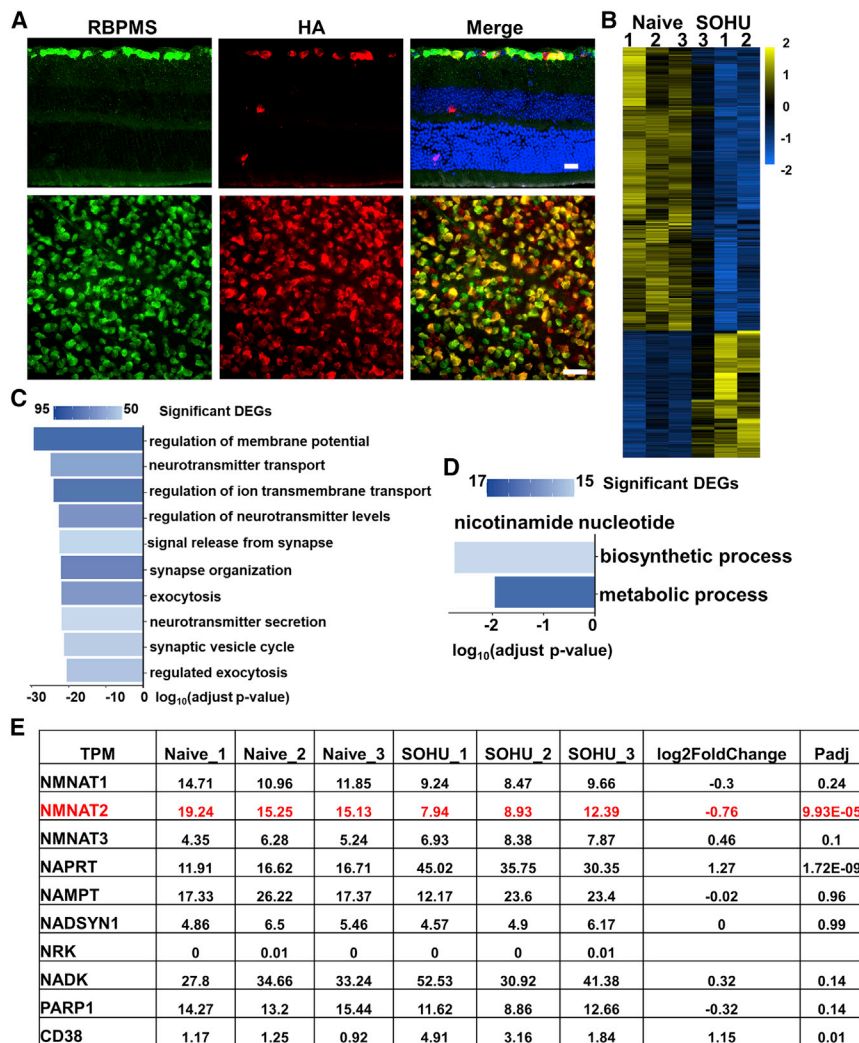 A
RBPMS HA Merge
B
Naive SOHU
1 2 3 3 1 2
2
1
0
-1
-2
C
95 50 Significant DEGs
regulation of membrane potential
neurotransmitter transport
regulation of ion transmembrane transport
regulation of neurotransmitter levels
signal release from synapse
synapse organization
exocytosis
neurotransmitter secretion
synaptic vesicle cycle
regulated exocytosis
-30 -20 -10 0 log10(adjust p-value)
D
17 15 Significant DEGs
nicotinamide nucleotide
biosynthetic process
metabolic process
-2 -1 0
log10(adjust p-value)
E
TPM Naive_1 Naive_2 Naive_3 SOHU_1 SOHU_2 SOHU_3 log2FoldChange Padj
NMNAT1 14.71 10.96 11.85 9.24 8.47 9.66 -0.3 0.24
NMNAT2 19.24 15.25 15.13 7.94 8.93 12.39 -0.76 9.93E-05
NMNAT3 4.35 6.28 5.24 6.93 8.38 7.87 0.46 0.1
NAPRT 11.91 16.62 16.71 45.02 35.75 30.35 1.27 1.72E-09
NAMPT 17.33 26.22 17.37 12.17 23.6 23.4 -0.02 0.96
NADSYN1 4.86 6.5 5.46 4.57 4.9 6.17 0 0.99
NRK 0 0.01 0 0 0 0.01
NADK 27.8 34.66 33.24 52.53 30.92 41.38 0.32 0.14
PARP1 14.27 13.2 15.44 11.62 8.86 12.66 -0.32 0.14
CD38 1.17 1.25 0.92 4.91 3.16 1.84 1.15 0.01